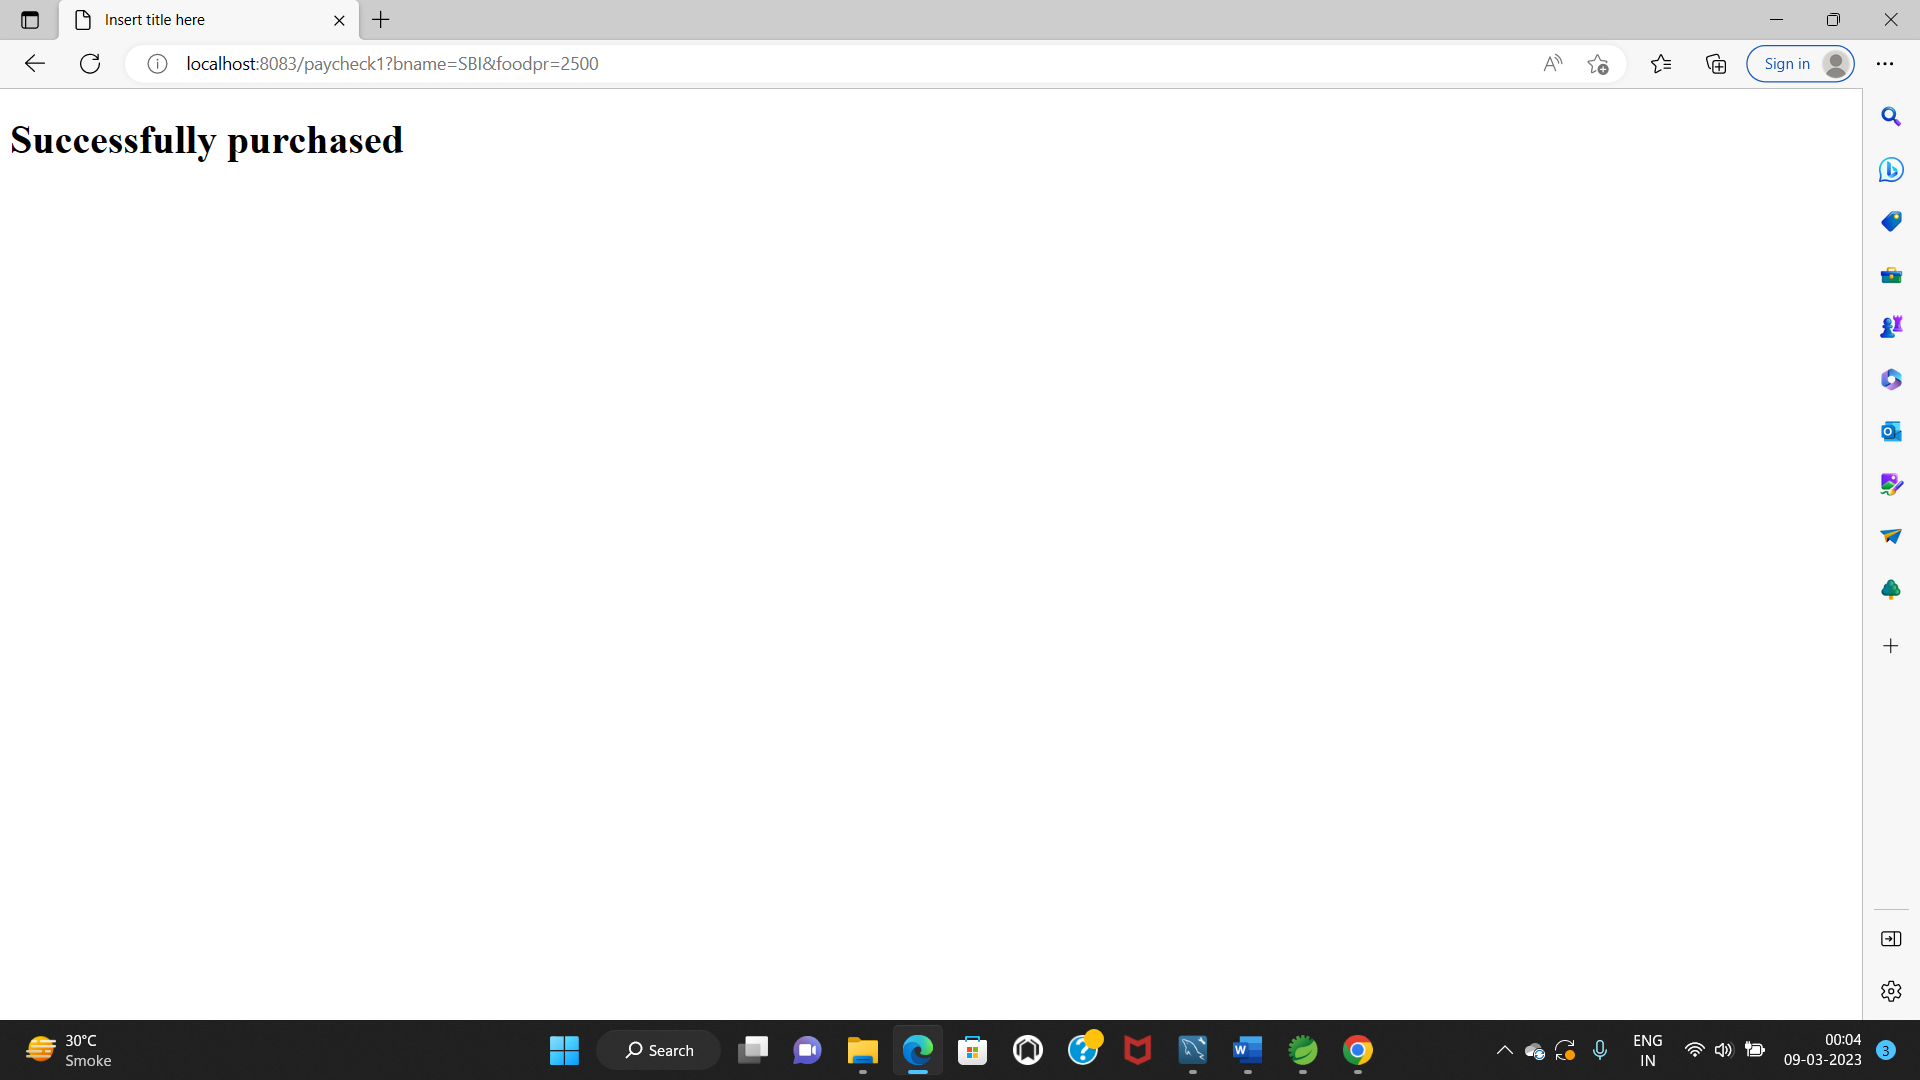 Insert title here
localhost:8083/paycheck1?bname=SBI&foodpr=2500
Sign in
Successfully purchased
30°C
Smoke
Search
ENG
IN
00:04
09-03-2023
3